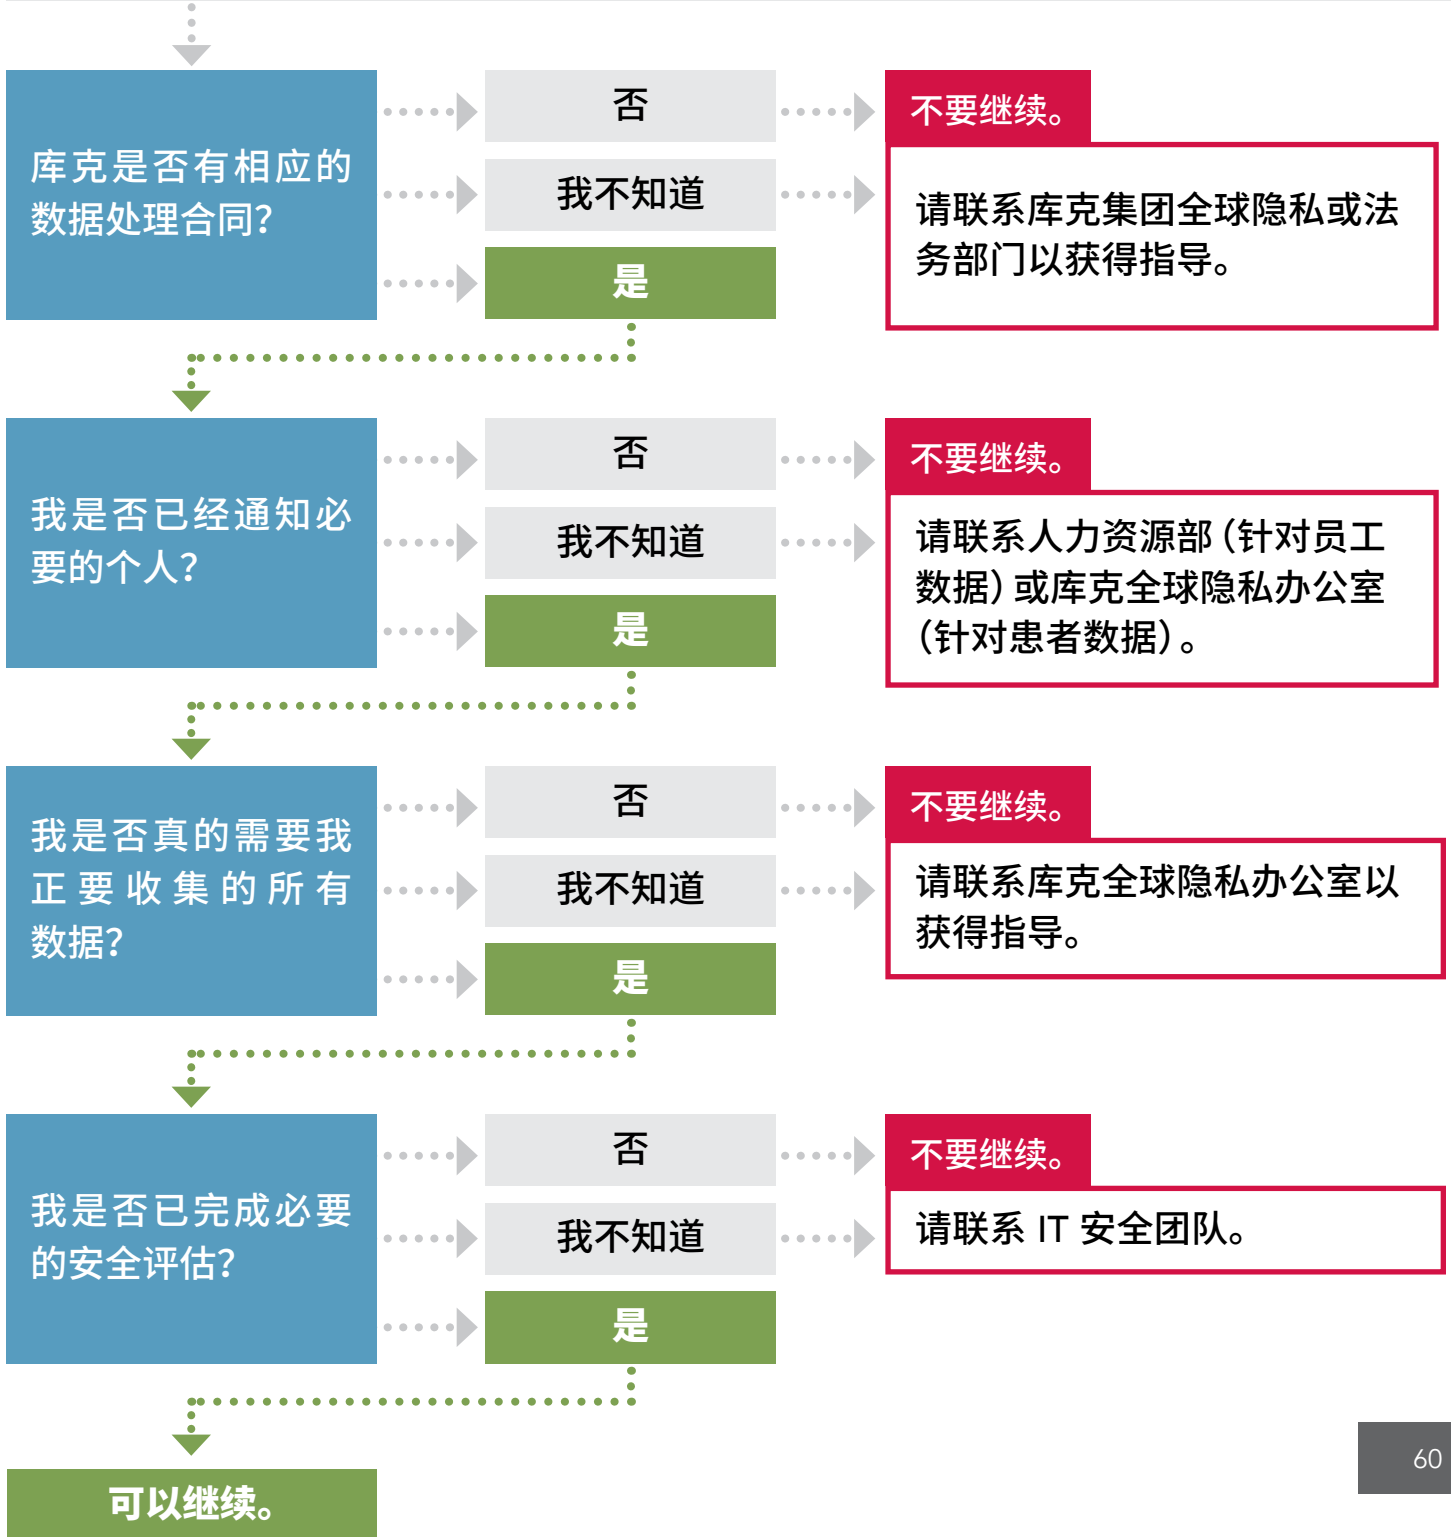 库克是否有相应的
数据处理合同？
否
我不知道
是
不要继续。
请联系库克集团全球隐私或法
务部门以获得指导。
我是否已经通知必
要的个人？
否
我不知道
是
不要继续。
请联系人力资源部（针对员工
数据）或库克全球隐私办公室
（针对患者数据）。
我是否真的需要我
正要收集的所有
数据？
否
我不知道
是
不要继续。
请联系库克全球隐私办公室以
获得指导。
我是否已完成必要
的安全评估？
否
我不知道
是
不要继续。
请联系 IT 安全团队。
可以继续。
60